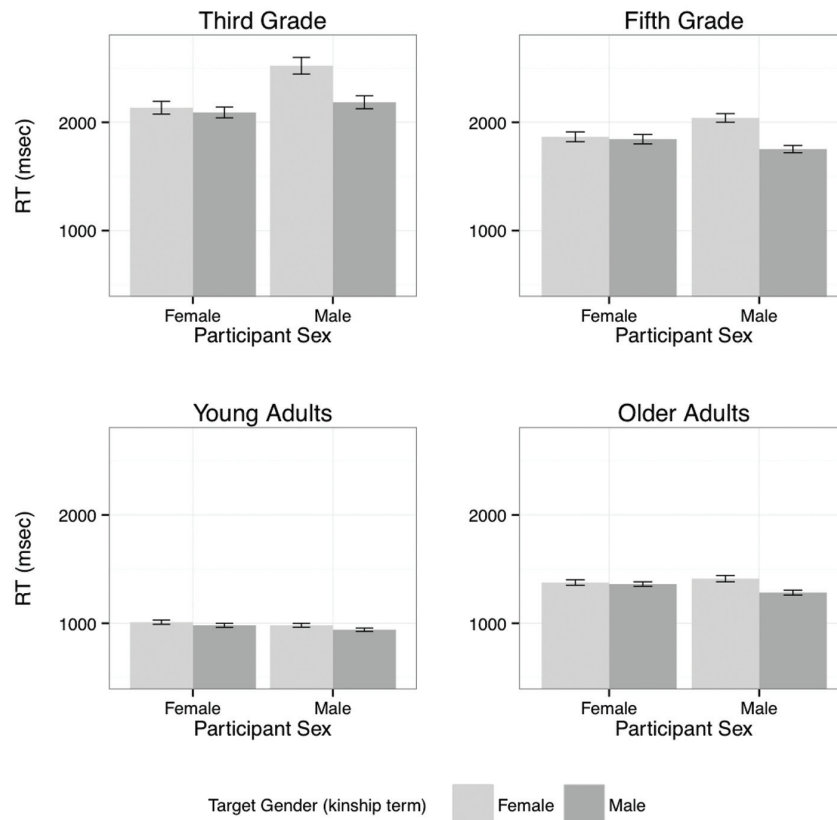 Third Grade
RT (msec)
2000
1000
Female
Male
Participant Sex
Fifth Grade
2000
1000
Female
Male
Participant Sex
Young Adults
RT (msec)
2000
1000
Female
Male
Participant Sex
Older Adults
2000
1000
Female
Male
Participant Sex
Target Gender (kinship term) Female Male